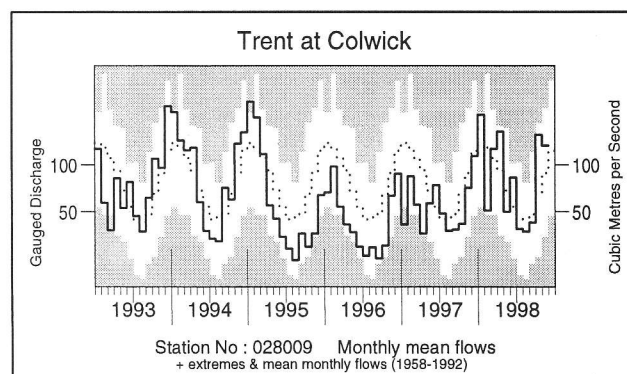 Trent at Colwick
Gauged Discharge
100
50
100
50
Cubic Metres per Second
1993 1994 1995 1996 1997 1998
Station No : 028009 Monthly mean flows
+ extremes & mean monthly flows (1958-1992)